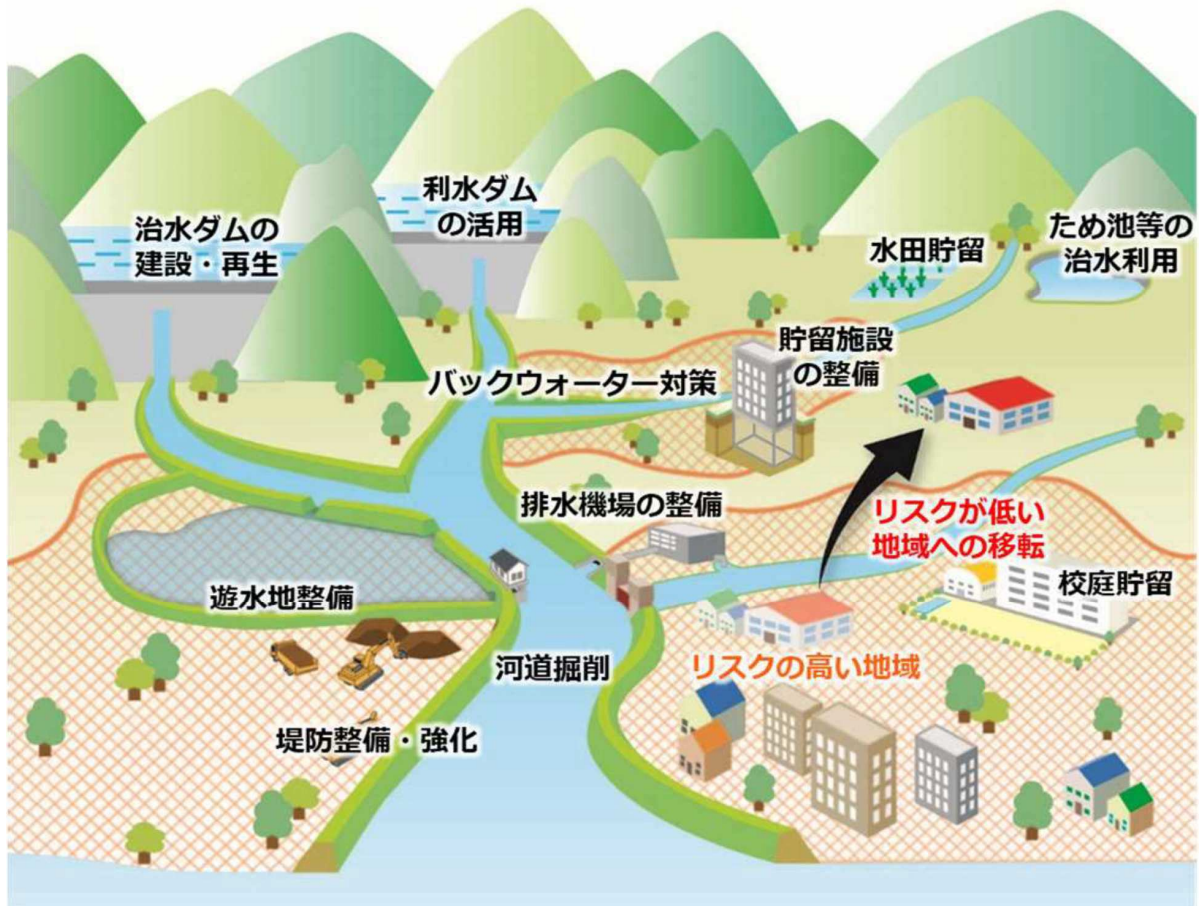 治水ダムの
建設・再生
利水ダム
の活用
水田貯留
ため池等の
治水利用
貯留施設
の整備
バックウォーター対策
排水機場の整備
リスクが低い
地域への移転
校庭貯留
遊水地整備
河道掘削
リスクの高い地域
堤防整備・強化